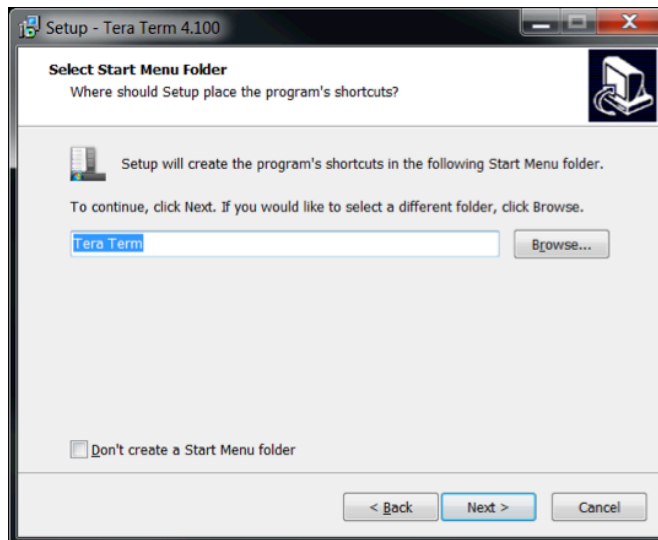 Setup - Tera Term 4.100
Select Start Menu Folder
Where should Setup place the program's shortcuts?
Setup will create the program's shortcuts in the following Start Menu folder.
To continue, click Next. If you would like to select a different folder, click Browse.
Tera Term
Browse...
Don't create a Start Menu folder
< Back
Next >
Cancel